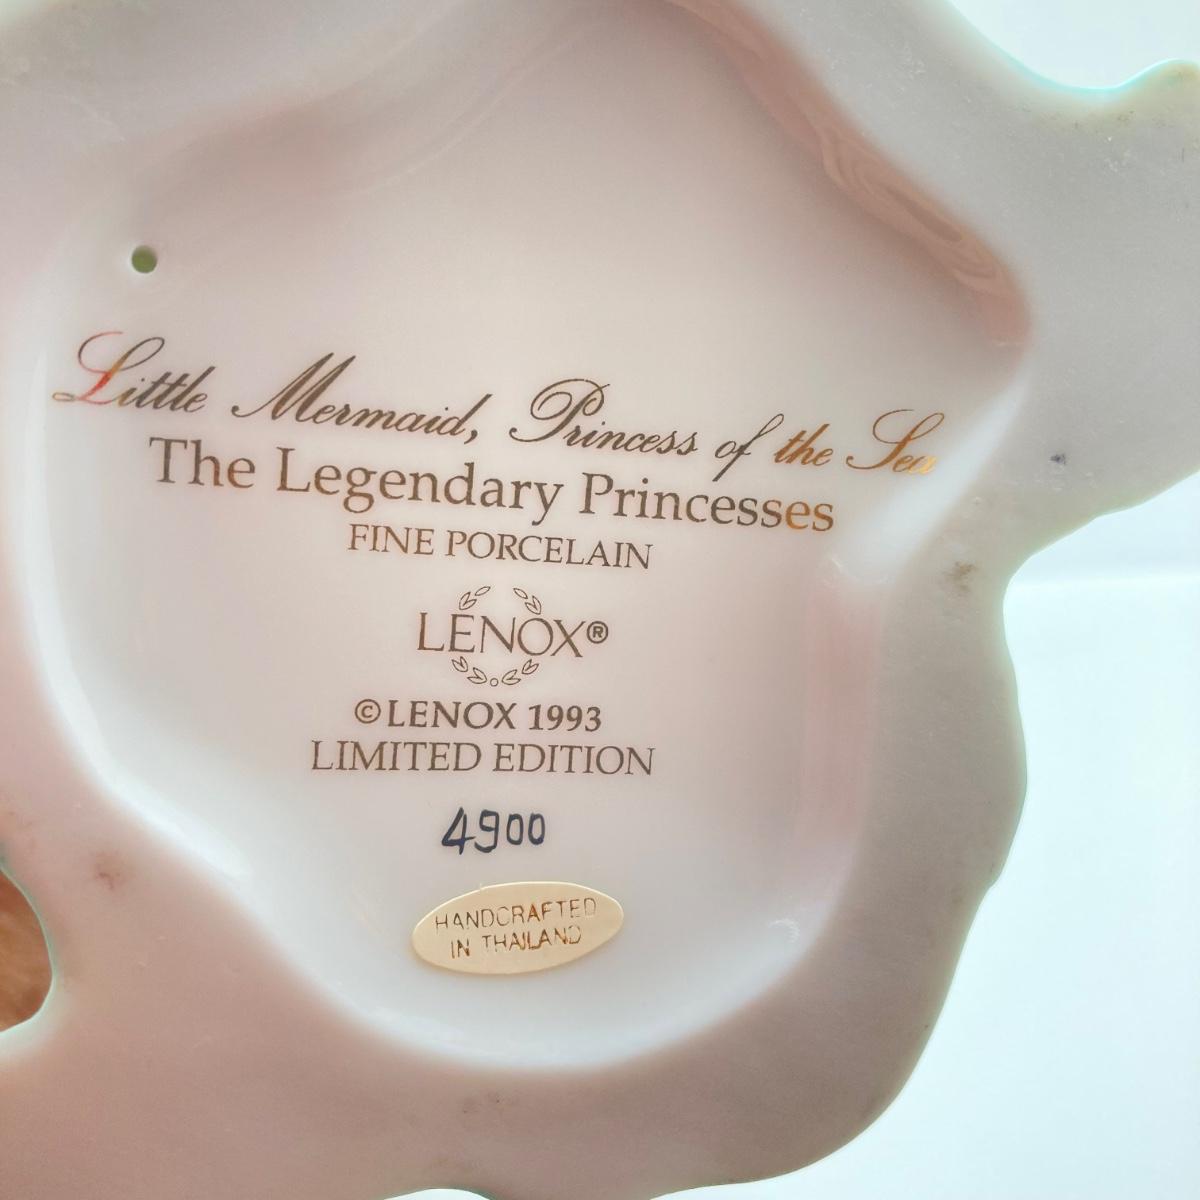 Little Mermaid, Princess of the Sea
The Legendary Princesses
FINE PORCELAIN
LENOX®
©LENOX 1993
LIMITED EDITION
4900
HANDCRAFTED
IN THAILAND